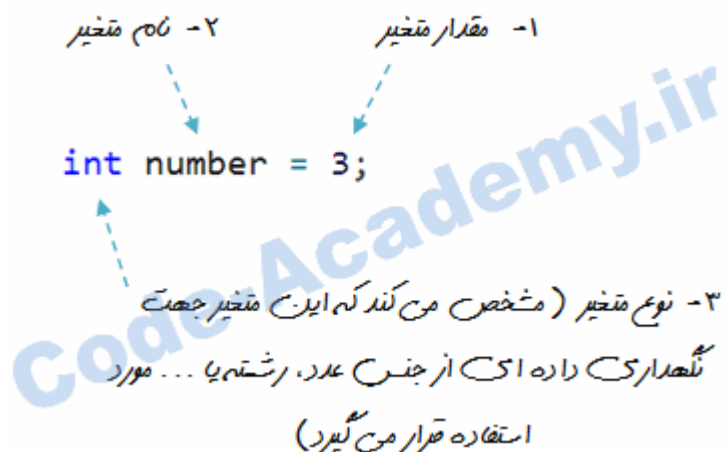 ۱- مقدار متغیر
۲- نام متغیر
int number = 3;
۳- نوع متغیر ( مشخص می کند که این متغیر جهت
نگهداری داده ای از جنس عدد، رشته یا ... مورد
استفاده قرار می گیرد)
Code-Academy.ir